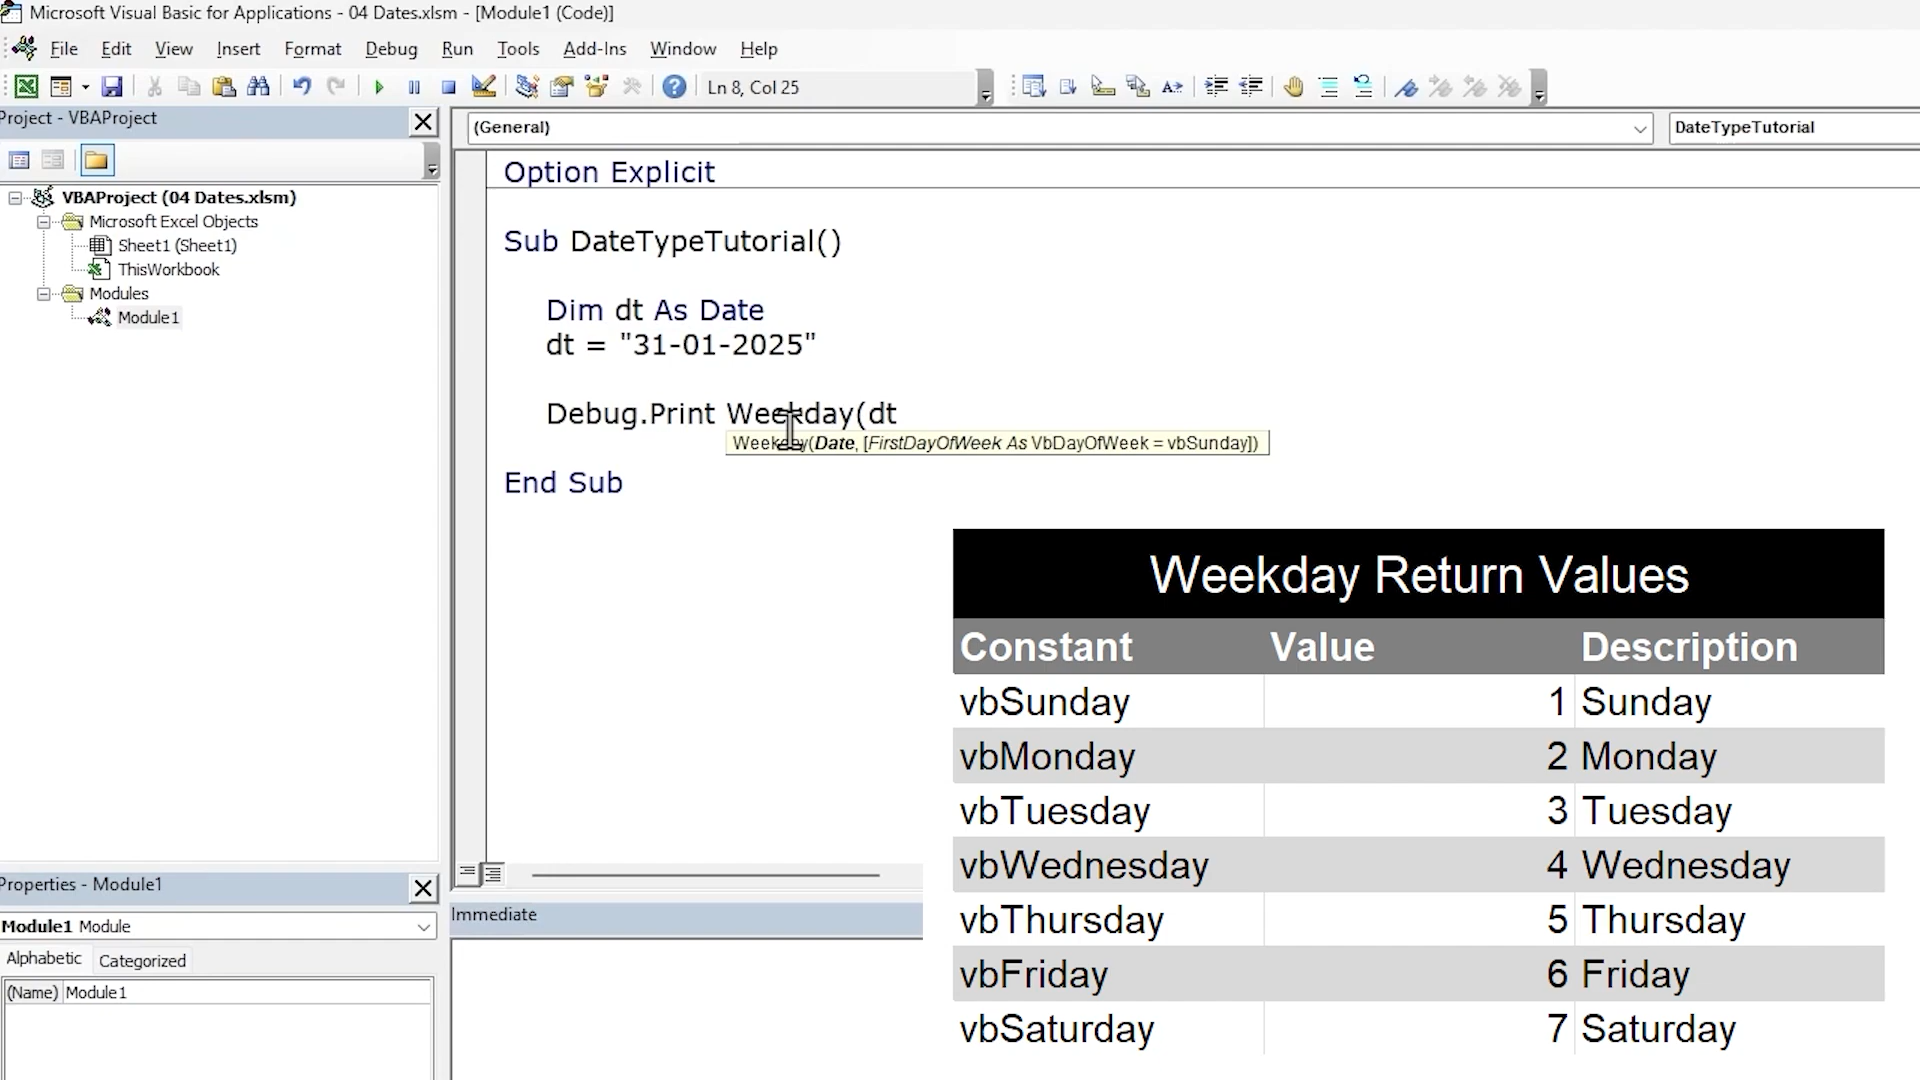 Microsoft Visual Basic for Applications - 04 Dates.xlsm - [Module1 (Code)]
File Edit View Insert Format Debug Run Tools Add-Ins Window Help
Ln 8, Col 25
Project - VBAProject
(General)
DateTypeTutorial
VBAProject (04 Dates.xlsm)
Microsoft Excel Objects
Sheet1 (Sheet1)
ThisWorkbook
Modules
Module1
Option Explicit
Sub DateTypeTutorial()
Dim dt As Date
dt = "31-01-2025"
Debug.Print Weekday(dt
Weekday(Date, [FirstDayOfWeek As VbDayOfWeek = vbSunday])
End Sub
Properties - Module1
Module1 Module
Alphabetic Categorized
(Name) Module1
Immediate
Weekday Return Values
Constant Value Description
vbSunday 1 Sunday
vbMonday 2 Monday
vbTuesday 3 Tuesday
vbWednesday 4 Wednesday
vbThursday 5 Thursday
vbFriday 6 Friday
vbSaturday 7 Saturday